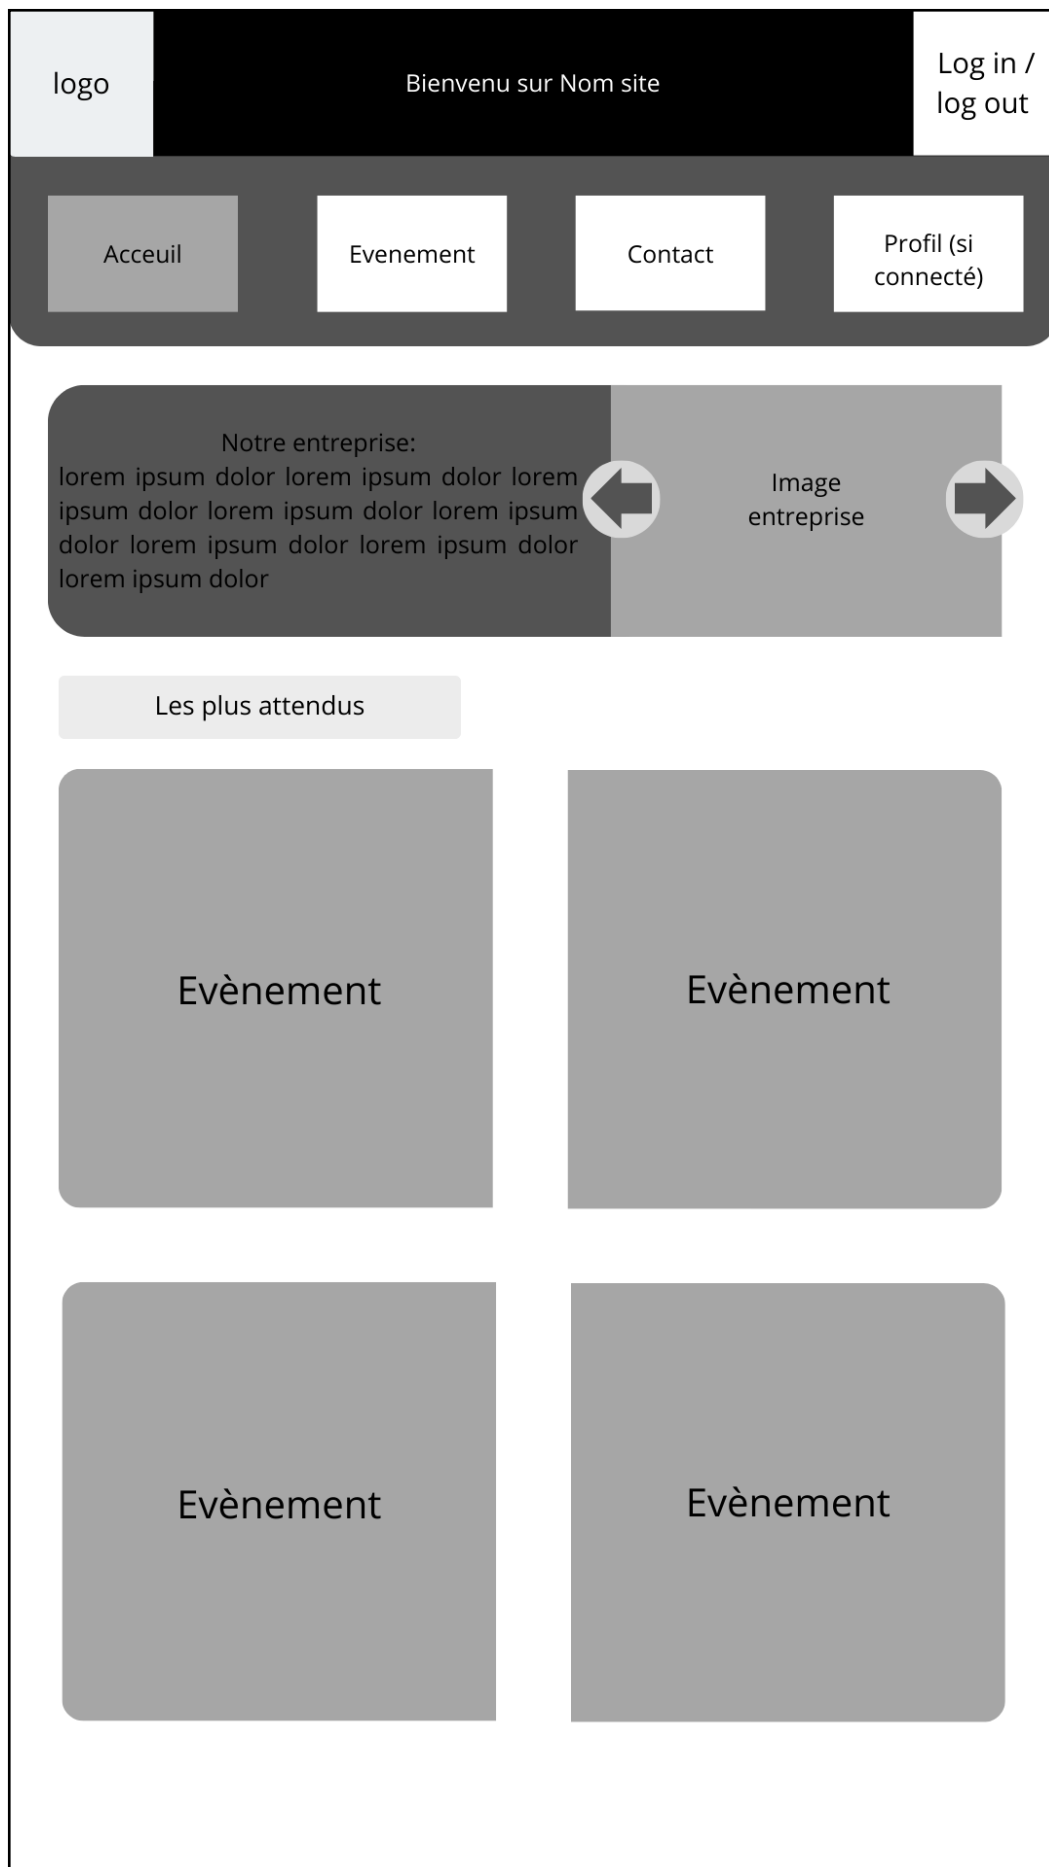 logo
Bienvenu sur Nom site
Log in /
log out
Acceuil
Evenement
Contact
Profil (si
connecté)
Notre entreprise:
lorem ipsum dolor lorem ipsum dolor lorem
ipsum dolor lorem ipsum dolor lorem ipsum
dolor lorem ipsum dolor lorem ipsum dolor
lorem ipsum dolor
Image
entreprise
Les plus attendus
Evènement
Evènement
Evènement
Evènement